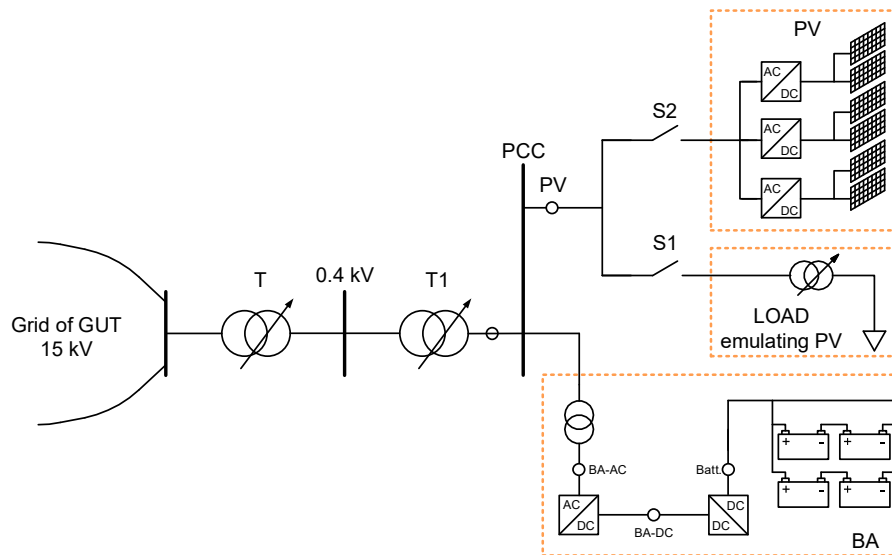 PV
AC
DC
S2
AC
DC
PCC
PV
AC
DC
S1
T
0.4 kV
T1
Grid of GUT
15 kV
LOAD
emulating PV
+ -
+ -
BA-AC
Batt.
+ -
+ -
AC
DC
BA-DC
DC
DC
BA